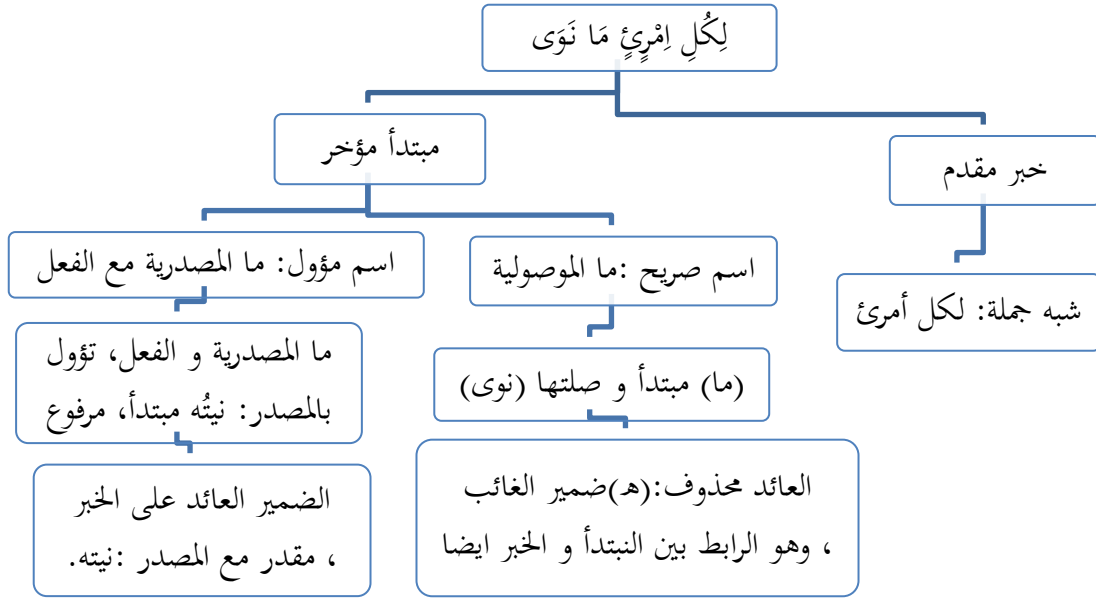 لِكُلِ اِمْرِئٍ مَا نَوَى
خبر مقدم
مبتدأ مؤخر
شبه جملة: لكل أمرئ
اسم صريح :ما الموصولية
اسم مؤول: ما المصدرية مع الفعل
(ما) مبتدأ و صلتها (نوى)
ما المصدرية و الفعل، تؤول
بالمصدر: نيتُه مبتدأ، مرفوع
العائد محذوف:(هـ)ضمير الغائب
، وهو الرابط بين النبتدأ و الخبر ايضا
الضمير العائد على الخبر
، مقدر مع المصدر :نيته.